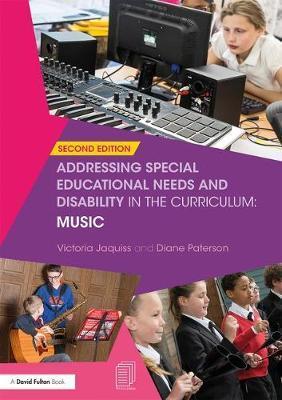 SECOND EDITION
ADDRESSING SPECIAL
EDUCATIONAL NEEDS AND
DISABILITY IN THE CURRICULUM:
MUSIC
Victoria Jaquiss and Diane Paterson
A David Fulton Book